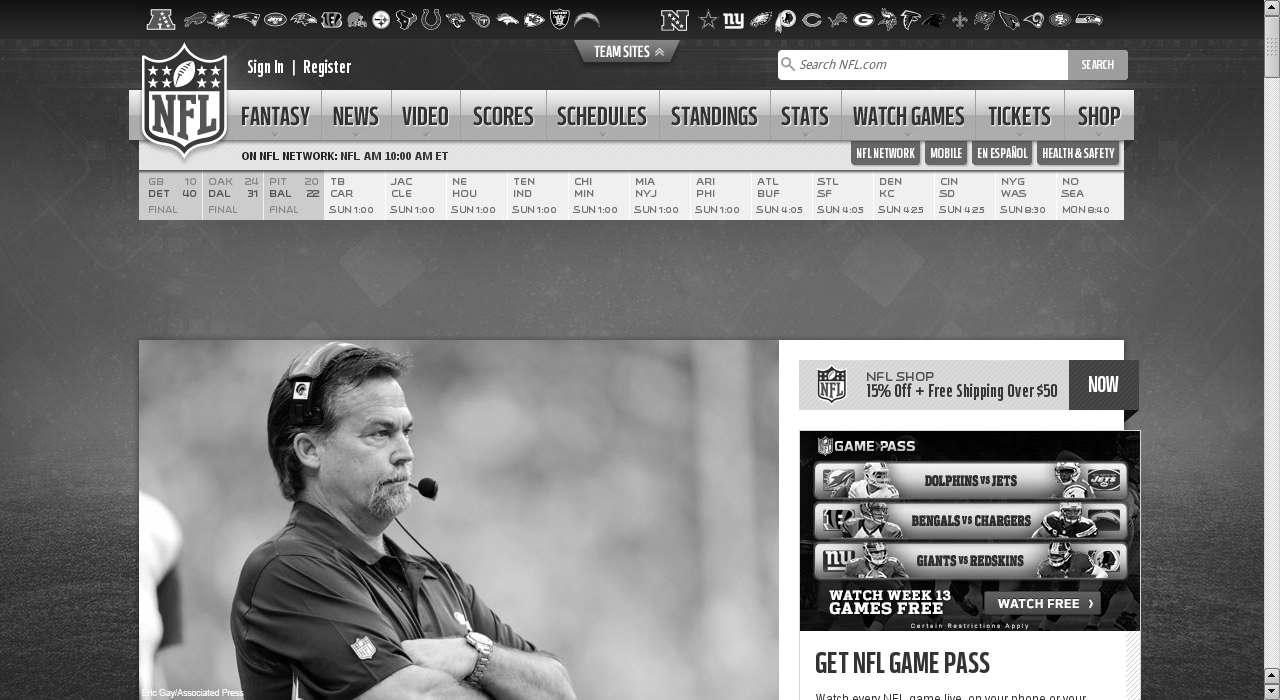 TEAM SITES
Sign In | Register
Search NFL.com
SEARCH
NFL
FANTASY NEWS VIDEO SCORES SCHEDULES STANDINGS STATS WATCH GAMES TICKETS SHOP
ON NFL NETWORK: NFL AM 10:00 AM ET
NFL NETWORK MOBILE EN ESPAÑOL HEALTH & SAFETY
GB 10
DET 40
FINAL
OAK 24
DAL 31
FINAL
PIT 20
BAL 22
FINAL
TB
CAR
SUN 1:00
JAC
CLE
SUN 1:00
NE
HOU
SUN 1:00
TEN
IND
SUN 1:00
CHI
MIN
SUN 1:00
MIA
NYJ
SUN 1:00
ARI
PHI
SUN 1:00
ATL
BUF
SUN 4:05
STL
SF
SUN 4:05
DEN
KC
SUN 4:25
CIN
SD
SUN 4:25
NYG
WAS
SUN 8:30
NO
SEA
MON 8:40
Eric Gay/Associated Press
NFL SHOP
15% Off + Free Shipping Over $50
NOW
GAME PASS
DOLPHINS VS JETS
BENGALS VS CHARGERS
GIANTS VS REDSKINS
WATCH WEEK 13
GAMES FREE
WATCH FREE
Certain Restrictions Apply
GET NFL GAME PASS
Watch every NFL game live, on your phone or your